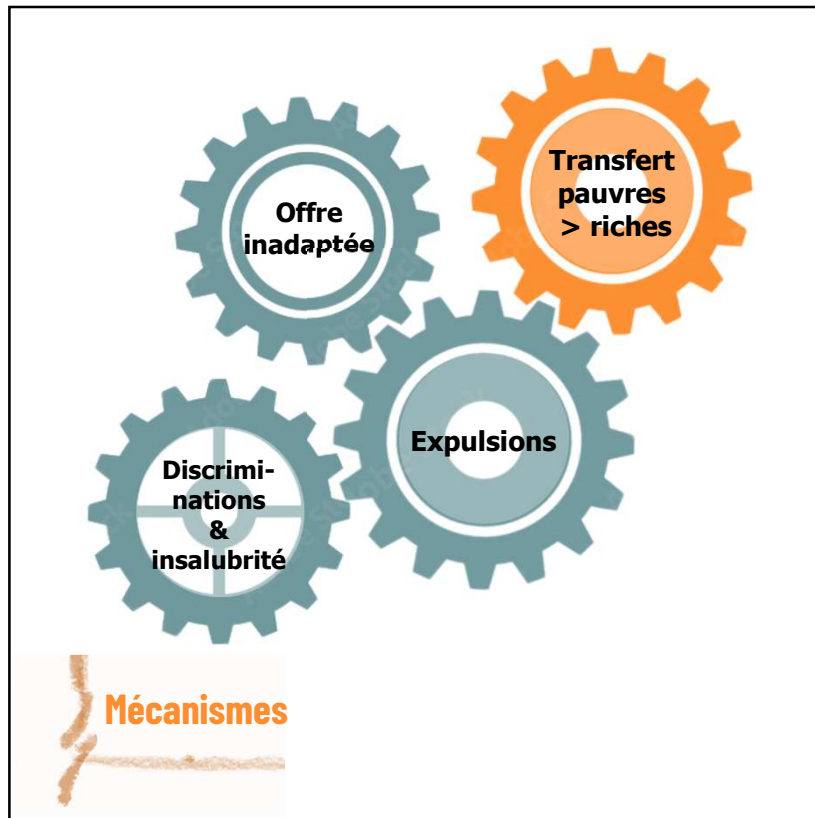 Transfert
pauvres
> riches
Offre
inadaptée
Expulsions
Discrimi-
nations
&
insalubrité
Mécanismes